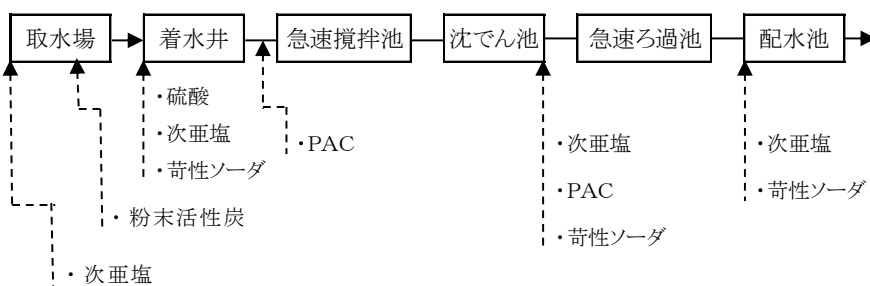 取水場
着水井
急速攪拌池
沈でん池
急速ろ過池
配水池
・硫酸
・次亜塩
・苛性ソーダ
・PAC
・次亜塩
・PAC
・苛性ソーダ
・次亜塩
・苛性ソーダ
・粉末活性炭
・次亜塩